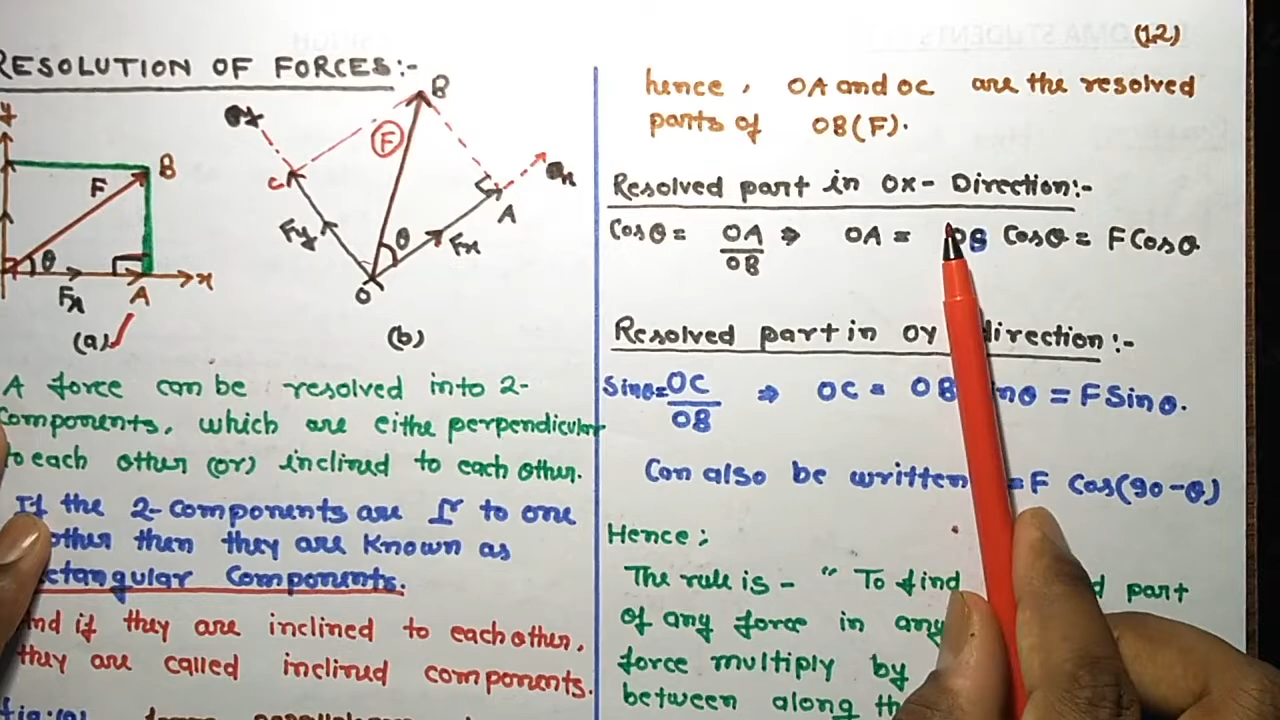 (12)
RESOLUTION OF FORCES:-
y
B
F
θ
Fx
A
x
(a)
B
F
C
Fy
θ
Fx
A
O
(b)
A force can be resolved into 2-
Components, which are eithe perpendicular
to each other (or) inclined to each other.
If the 2-Components are to one
other then they are Known as
ctangular Components.
And if they are inclined to each other,
they are called inclined components.
hence, OA and OC are the resolved
parts of OB(F).
Resolved part in OX- Direction:-
Cosθ = OA/OB ⇒ OA = OB Cosθ = F Cosθ
Resolved part in OY direction:-
Sinθ = OC/OB ⇒ OC = OB inθ = F Sinθ.
Can also be written = F Cos(90-θ)
Hence;
The rule is - " To find part
of any force in any
force multiply by
between along